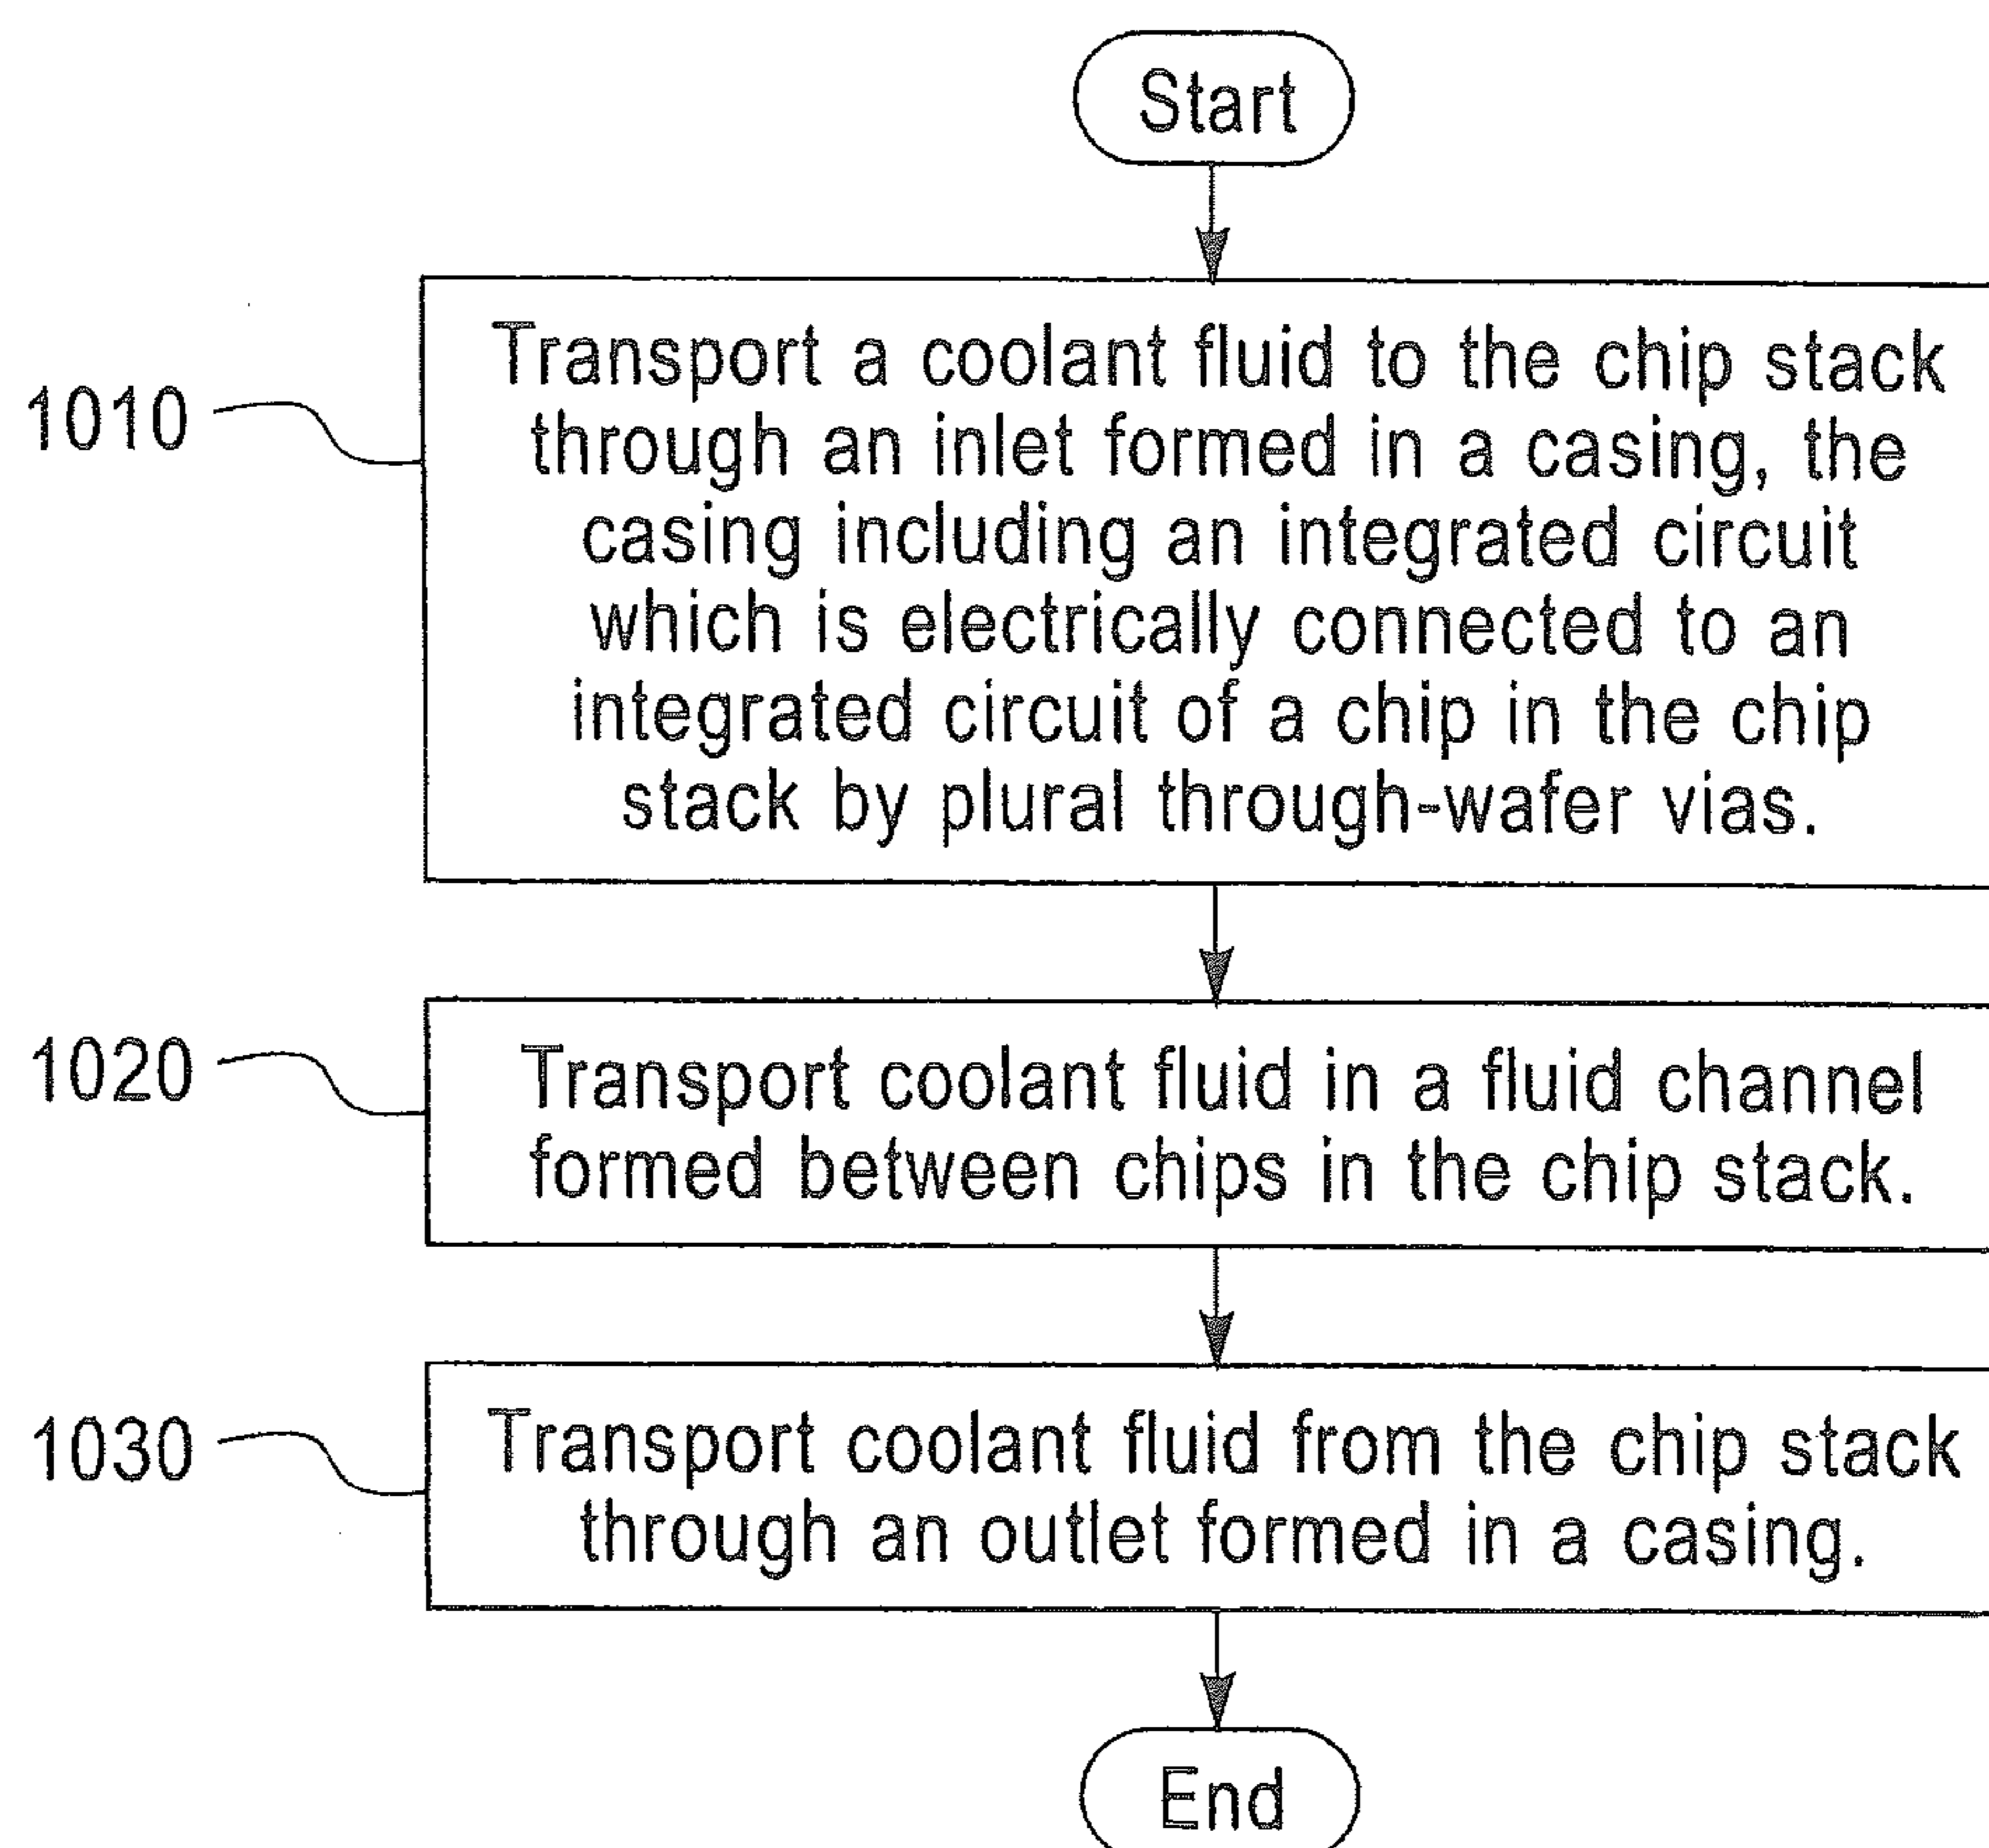 Start
1010
Transport a coolant fluid to the chip stack
through an inlet formed in a casing, the
casing including an integrated circuit
which is electrically connected to an
integrated circuit of a chip in the chip
stack by plural through-wafer vias.
1020
Transport coolant fluid in a fluid channel
formed between chips in the chip stack.
1030
Transport coolant fluid from the chip stack
through an outlet formed in a casing.
End